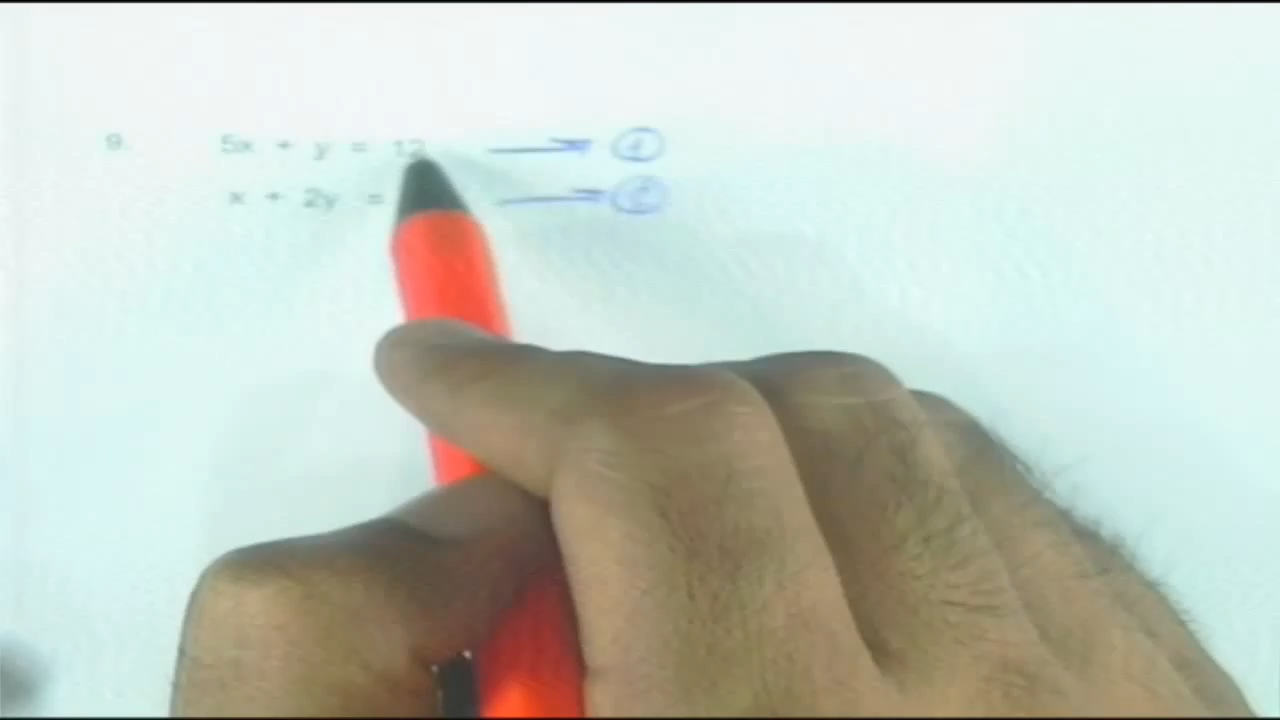 9. 5x + y = 12 → ①
x + 2y = → ②